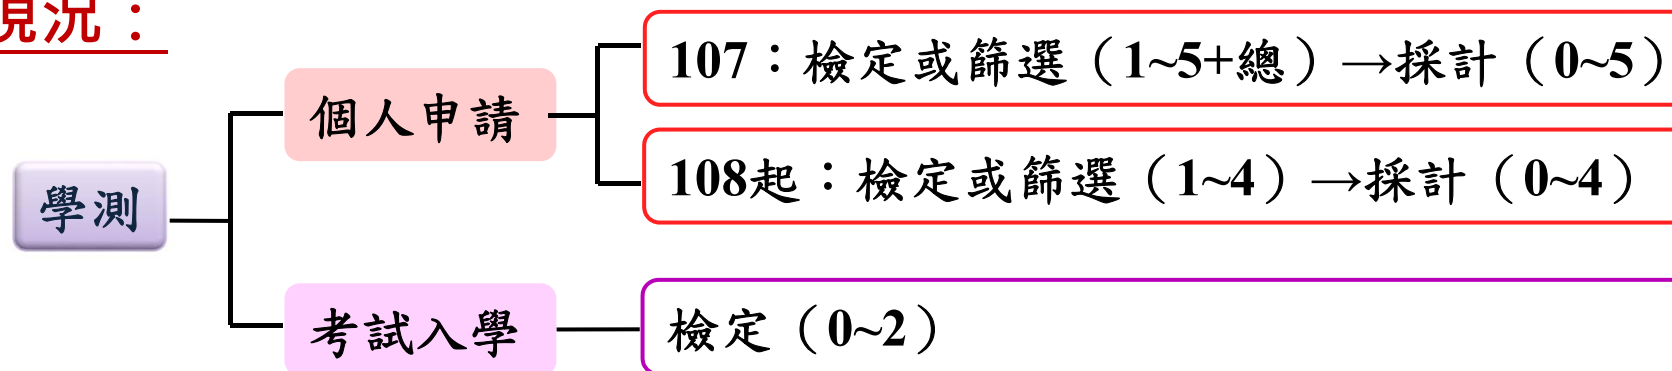 現況：
107：檢定或篩選（1~5+總）→採計（0~5）
個人申請
108起：檢定或篩選（1~4）→採計（0~4）
學測
考試入學
檢定（0~2）